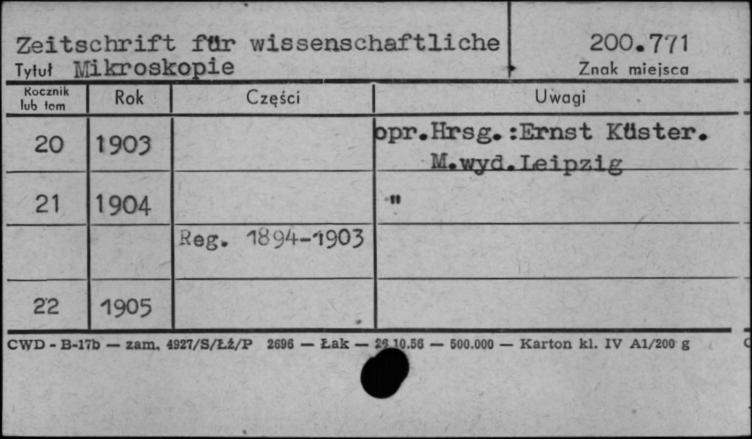 Zeitschrift für wissenschaftliche 200.771
Tytuł Mikroskopie Znak miejsca
Rocznik lub tom Rok Części Uwagi
20 1903 opr.Hrsg.:Ernst Küster.
M.wyd.Leipzig
21 1904 "
Reg. 1894-1903
22 1905
CWD - B-17b — zam. 4927/S/Łż/P 2696 — Łak — 26.10.56 — 500.000 — Karton kl. IV A1/200 g